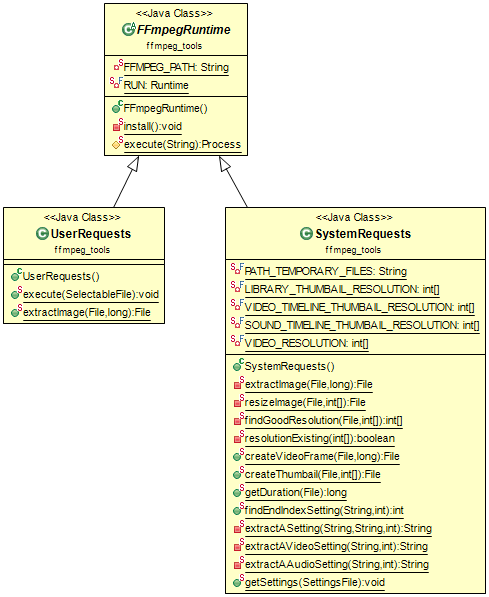 <<Java Class>>
FFmpegRuntime
ffmpeg_tools
FFMPEG_PATH: String
RUN: Runtime
FFmpegRuntime()
install():void
execute(String):Process
<<Java Class>>
UserRequests
ffmpeg_tools
UserRequests()
execute(SelectableFile):void
extractImage(File,long):File
<<Java Class>>
SystemRequests
ffmpeg_tools
PATH_TEMPORARY_FILES: String
LIBRARY_THUMBAIL_RESOLUTION: int[]
VIDEO_TIMELINE_THUMBAIL_RESOLUTION: int[]
SOUND_TIMELINE_THUMBAIL_RESOLUTION: int[]
VIDEO_RESOLUTION: int[]
SystemRequests()
extractImage(File,long):File
resizeImage(File,int[]):File
findGoodResolution(File,int[]):int[]
resolutionExisting(int[]):boolean
createVideoFrame(File,long):File
createThumbail(File,int[]):File
getDuration(File):long
findEndIndexSetting(String,int):int
extractASetting(String,String,int):String
extractAVideoSetting(String,int):String
extractAAudioSetting(String,int):String
getSettings(SettingsFile):void